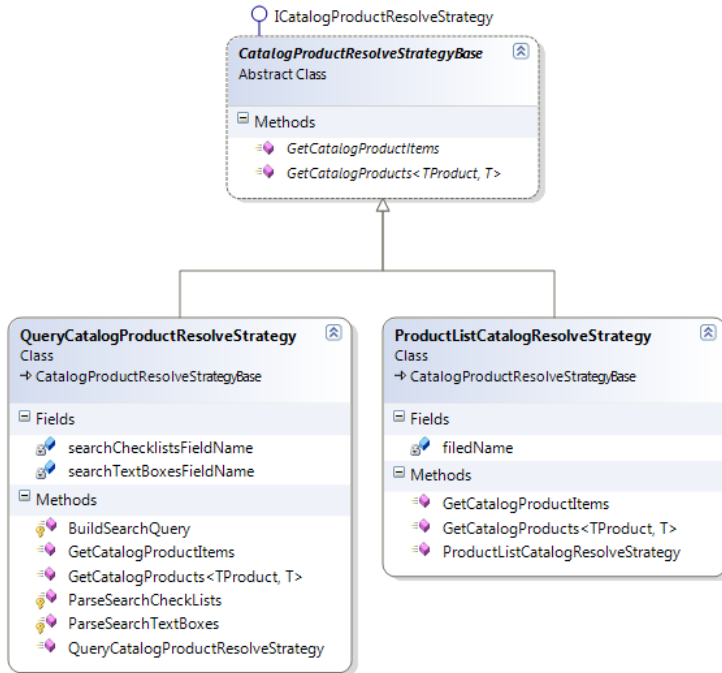 ICatalogProductResolveStrategy
CatalogProductResolveStrategyBase
Abstract Class
Methods
GetCatalogProductItems
GetCatalogProducts<TProduct, T>
QueryCatalogProductResolveStrategy
Class
CatalogProductResolveStrategyBase
Fields
searchChecklistsFieldName
searchTextBoxesFieldName
Methods
BuildSearchQuery
GetCatalogProductItems
GetCatalogProducts<TProduct, T>
ParseSearchCheckLists
ParseSearchTextBoxes
QueryCatalogProductResolveStrategy
ProductListCatalogResolveStrategy
Class
CatalogProductResolveStrategyBase
Fields
filedName
Methods
GetCatalogProductItems
GetCatalogProducts<TProduct, T>
ProductListCatalogResolveStrategy